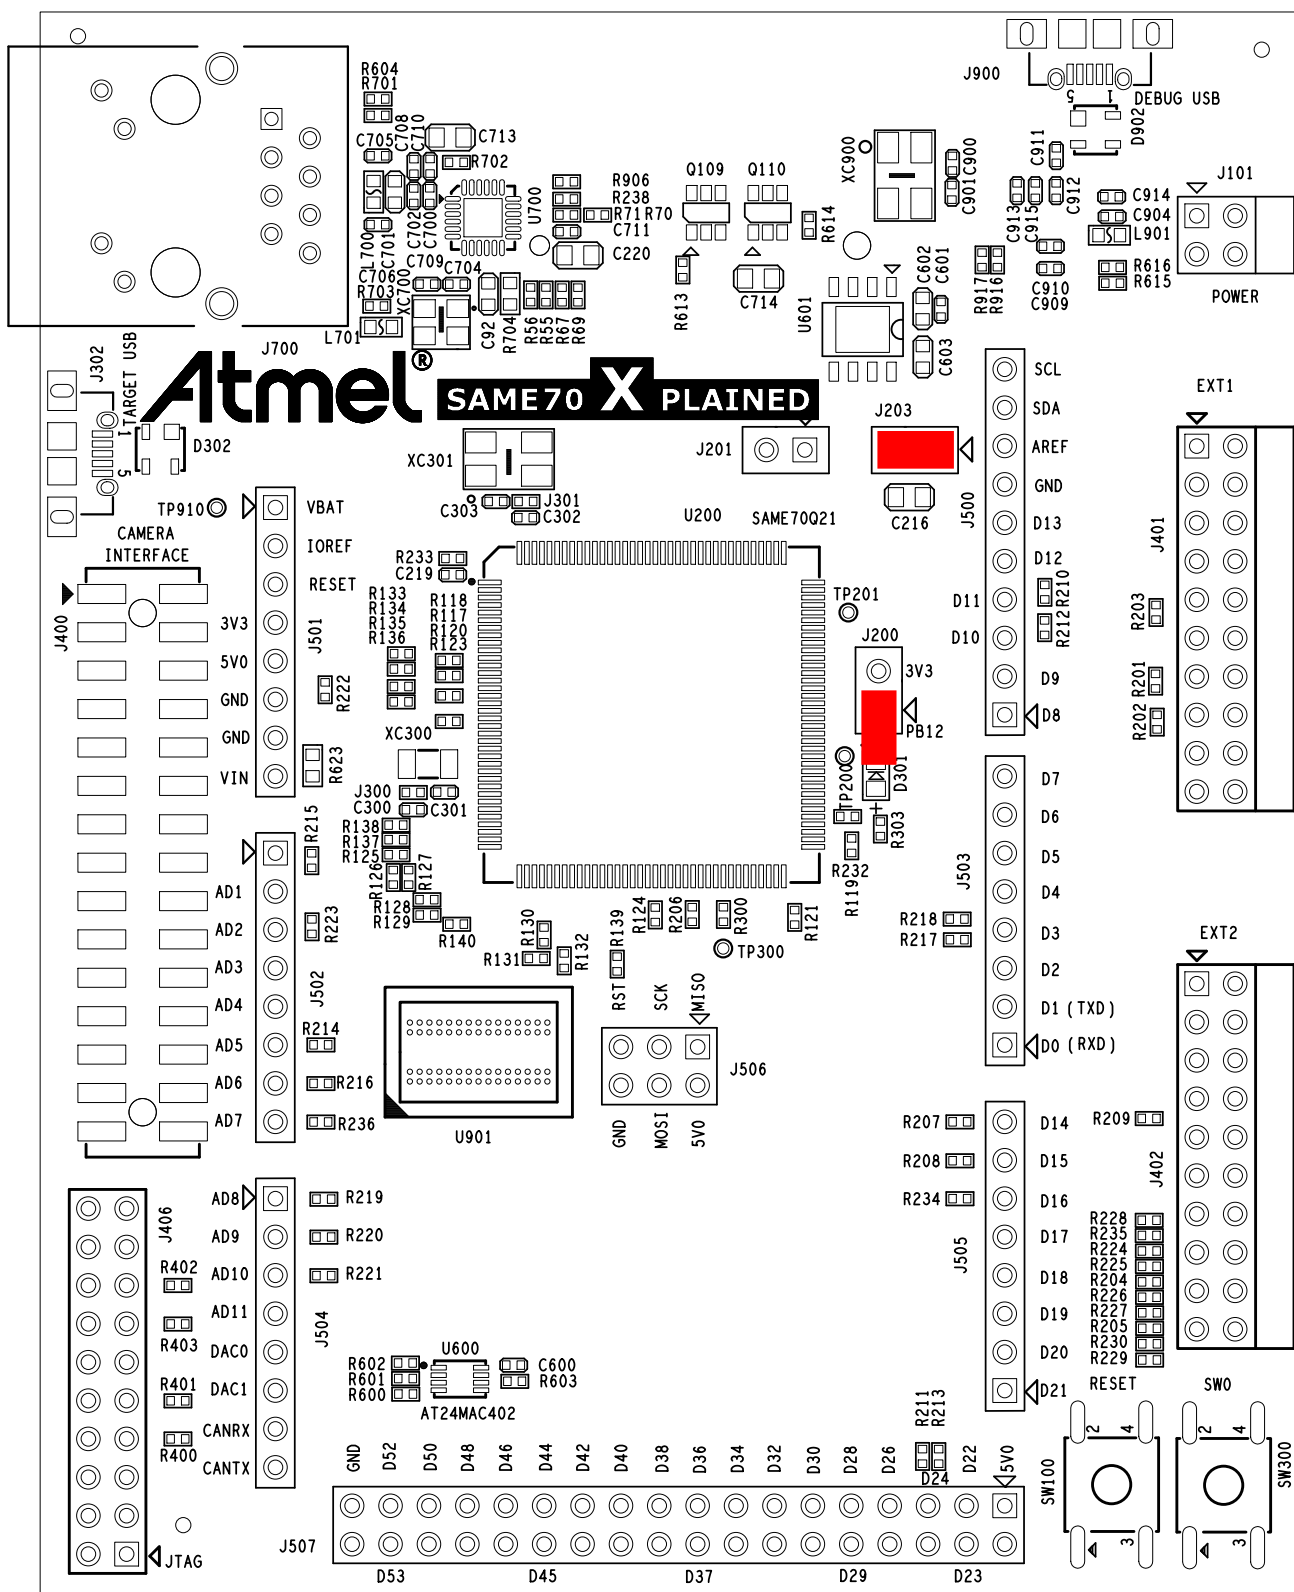 R604
R701
C705
C708
C710
C713
R702
U700
R906
R238
R71 R70
C711
C220
Q109
Q110
R614
R613
C714
XC900
C900
C901
J900
5 1
DEBUG USB
D902
C911
C912
C913
C915
C914
C904
L901
R616
R615
C910
C909
R917
R916
J101
POWER
L700
C701
C702
C700
C709
C704
C706
R703
XC700
L701
C92
R704
R56
R55
R67
R69
U601
C602
C601
C603
J700
J302
TARGET USB
1
5
D302
Atmel®
SAME70 X PLAINED
XC301
J201
J203
C216
J500
SCL
SDA
AREF
GND
D13
D12
D11
D10
D9
D8
EXT1
J401
TP910
VBAT
IOREF
RESET
3V3
5V0
GND
GND
VIN
J501
CAMERA
INTERFACE
J400
C303
J301
C302
U200
SAME70Q21
R233
C219
R133
R134
R135
R136
R118
R117
R120
R123
R222
R623
XC300
J300
C300
C301
TP201
J200
3V3
PB12
TP200
D301
+
R303
R232
R119
R210
R212
R203
R201
R202
R215
R138
R137
R125
R126
R127
R128
R129
R140
R130
R131
R132
R139
R124
R206
R300
R121
TP300
D7
D6
D5
D4
D3
D2
D1 (TXD)
D0 (RXD)
J503
R218
R217
EXT2
J402
AD1
AD2
AD3
AD4
AD5
AD6
AD7
J502
R223
R214
R216
R236
U901
RST
SCK
MISO
J506
GND
MOSI
5V0
R207
R208
R234
D14
D15
D16
D17
D18
D19
D20
D21
J505
R209
R228
R235
R224
R225
R204
R226
R227
R205
R230
R229
J406
R402
R403
R401
R400
JTAG
AD8
AD9
AD10
AD11
DAC0
DAC1
CANRX
CANTX
J504
R219
R220
R221
U600
R602
R601
R600
C600
R603
AT24MAC402
RESET
SW0
SW100
2 4
3
SW300
2 4
3
R211
R213
GND
D52
D50
D48
D46
D44
D42
D40
D38
D36
D34
D32
D30
D28
D26
D24
D22
5V0
J507
D53
D45
D37
D29
D23